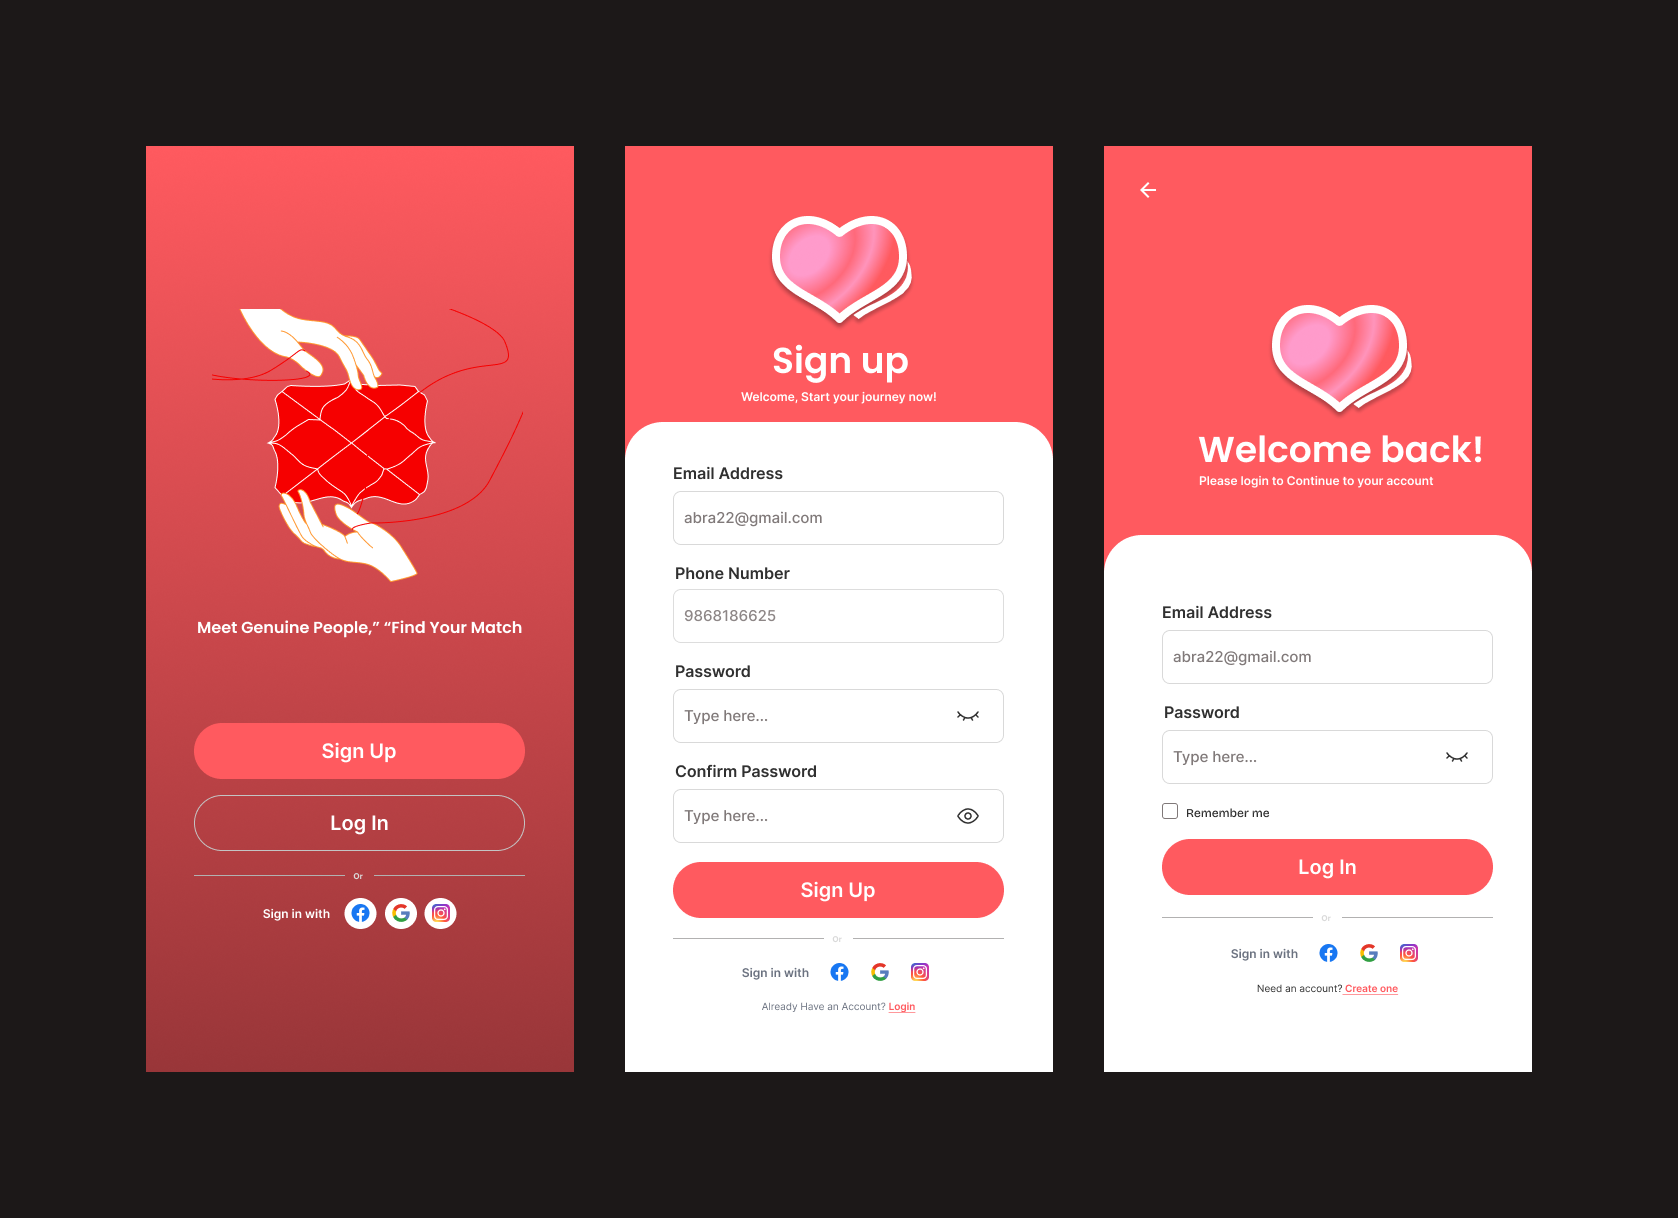 Meet Genuine People,” “Find Your Match
Sign Up
Log In
Or
Sign in with
Sign up
Welcome, Start your journey now!
Email Address
abra22@gmail.com
Phone Number
9868186625
Password
Type here...
Confirm Password
Type here...
Sign Up
Or
Sign in with
Already Have an Account? Login
Welcome back!
Please login to Continue to your account
Email Address
abra22@gmail.com
Password
Type here...
Remember me
Log In
Or
Sign in with
Need an account? Create one